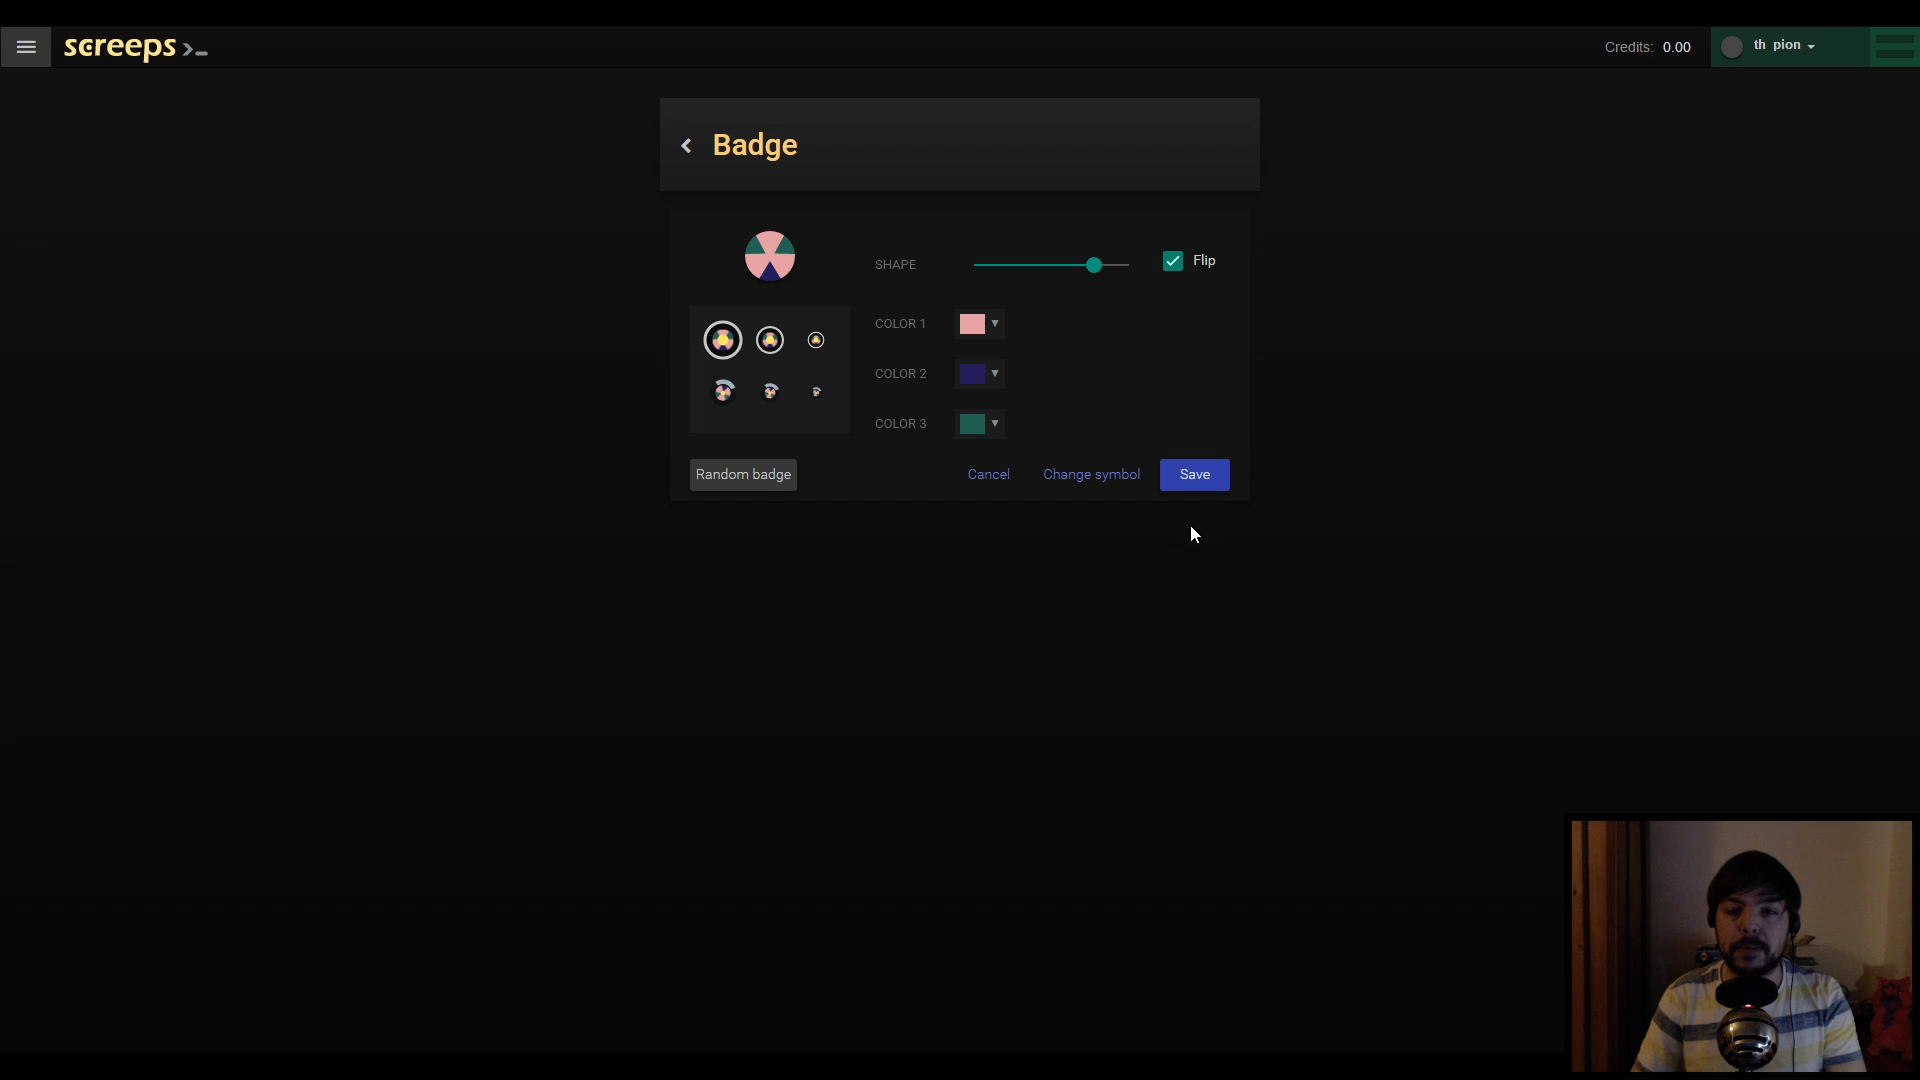 screeps
Credits: 0.00
th pion
Badge
SHAPE
Flip
COLOR 1
COLOR 2
COLOR 3
Random badge
Cancel
Change symbol
Save